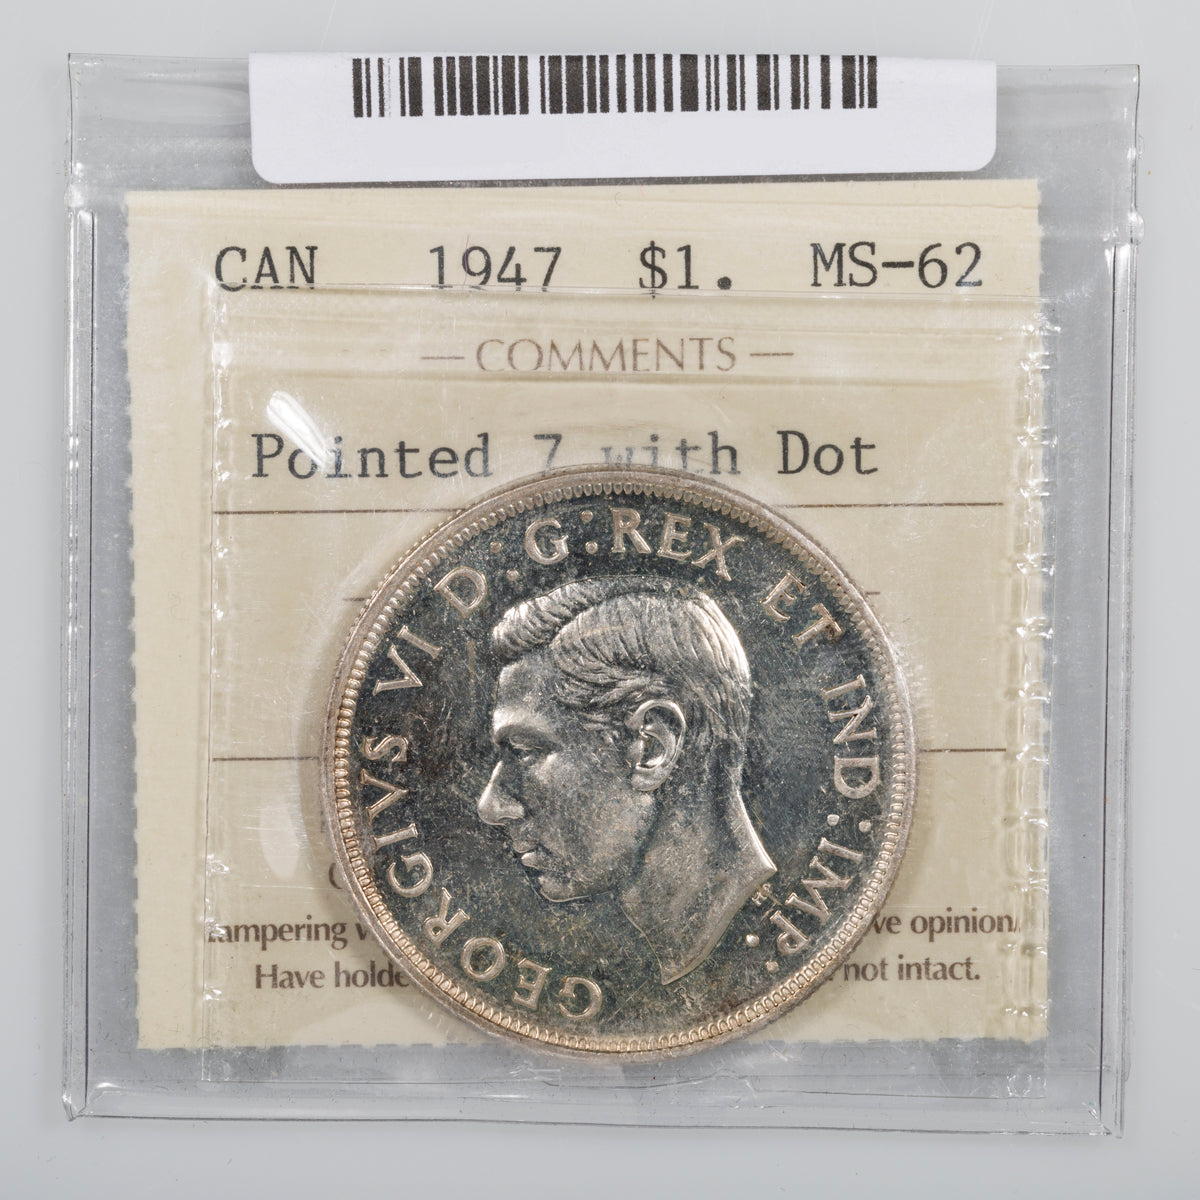 CAN 1947 $1. MS-62
— COMMENTS —
Pointed 7 with Dot
GEORGIVS VI D:G:REX ET IND:IMP:
HP
ve opinion
Have holde not intact.